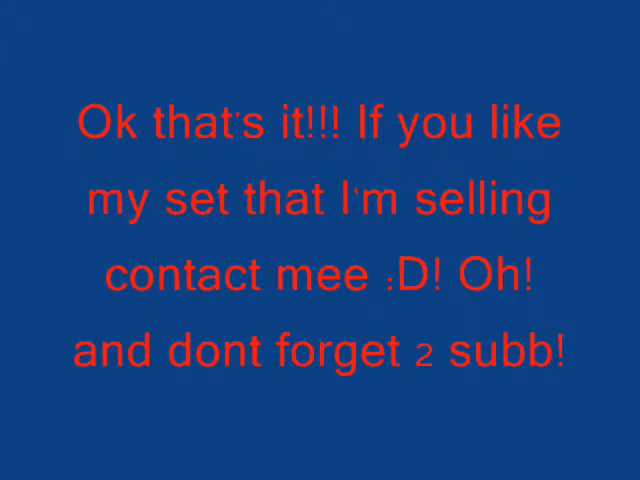 Ok that's it!!! If you like
my set that I'm selling
contact mee :D! Oh!
and dont forget 2 subb!